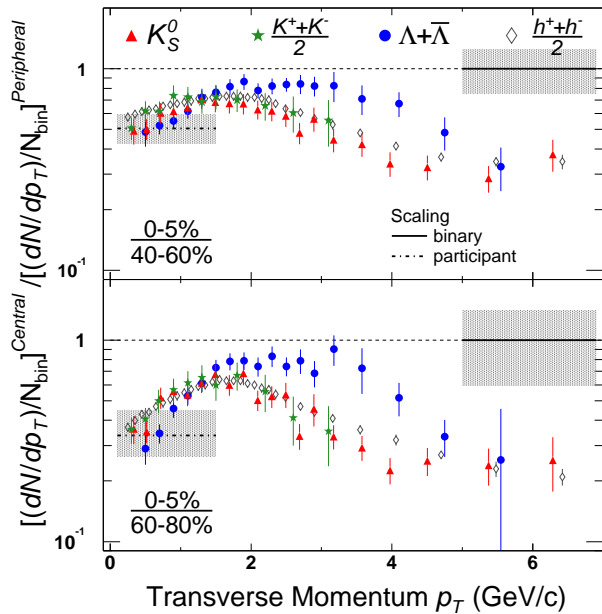 K⁰_S K⁺+K⁻/2 Λ+Λ̅ h⁺+h⁻/2
[(dN/dp_T)/N_bin]^Central /[(dN/dp_T)/N_bin]^Peripheral
1
10⁻¹
0-5%
40-60%
Scaling
binary
participant
1
10⁻¹
0-5%
60-80%
0 2 4 6
Transverse Momentum p_T (GeV/c)